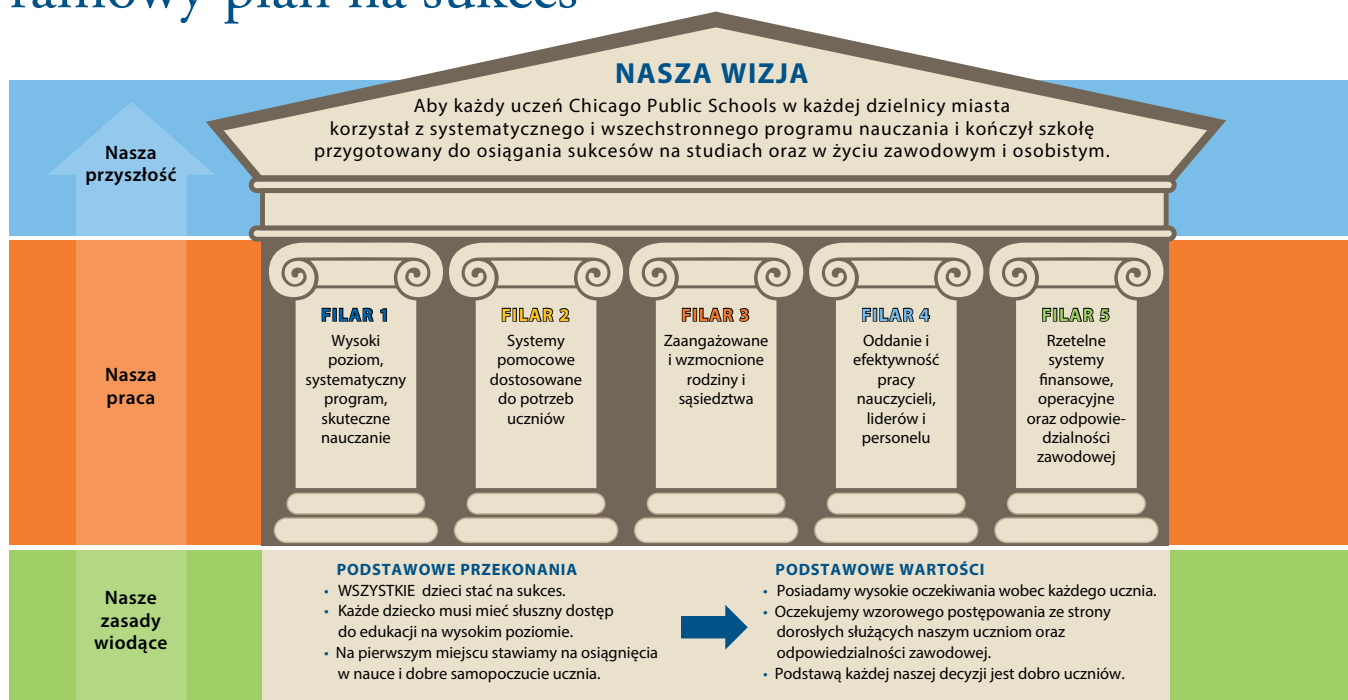 ramowy plan na sukces
NASZA WIZJA
Aby każdy uczeń Chicago Public Schools w każdej dzielnicy miasta
korzystał z systematycznego i wszechstronnego programu nauczania i kończył szkołę
przygotowany do osiągania sukcesów na studiach oraz w życiu zawodowym i osobistym.
Nasza
przyszłość
Nasza
praca
FILAR 1
Wysoki
poziom,
systematyczny
program,
skuteczne
nauczanie
FILAR 2
Systemy
pomocowe
dostosowane
do potrzeb
uczniów
FILAR 3
Zaangażowane
i wzmocnione
rodziny i
sąsiedztwa
FILAR 4
Oddanie i
efektywność
pracy
nauczycieli,
liderów i
personelu
FILAR 5
Rzetelne
systemy
finansowe,
operacyjne
oraz odpowie-
dzialności
zawodowej
Nasze
zasady
wiodące
PODSTAWOWE PRZEKONANIA
• WSZYSTKIE dzieci stać na sukces.
• Każde dziecko musi mieć słuszny dostęp
do edukacji na wysokim poziomie.
• Na pierwszym miejscu stawiamy na osiągnięcia
w nauce i dobre samopoczucie ucznia.
PODSTAWOWE WARTOŚCI
• Posiadamy wysokie oczekiwania wobec każdego ucznia.
• Oczekujemy wzorowego postępowania ze strony
dorosłych służących naszym uczniom oraz
odpowiedzialności zawodowej.
• Podstawą każdej naszej decyzji jest dobro uczniów.